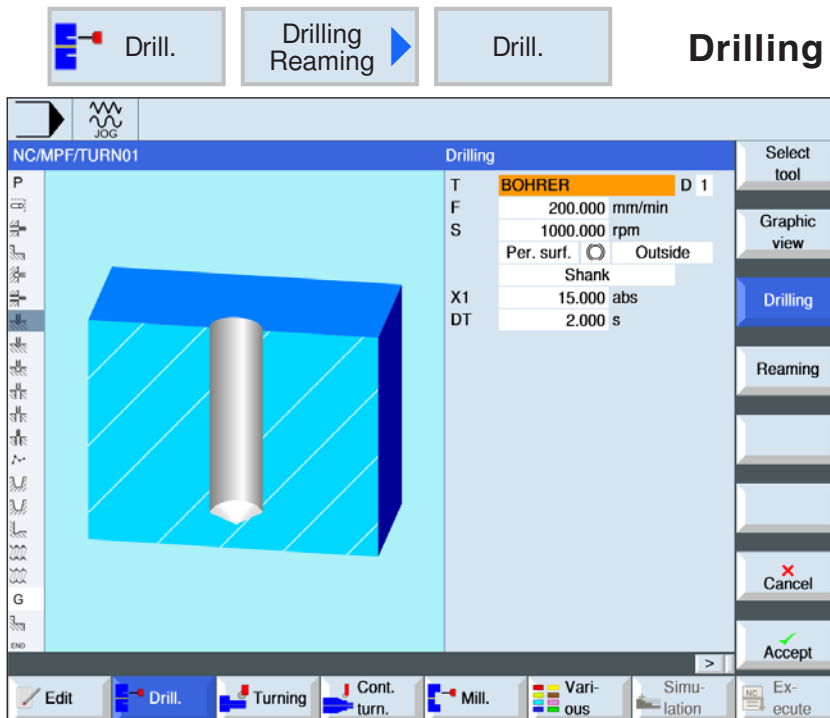 Drill.
Drilling
Reaming
Drill.
Drilling
JOG
NC/MPF/TURN01
Drilling
Select
tool
P
T BOHRER D 1
F 200.000 mm/min
S 1000.000 rpm
Per. surf. Outside
Shank
X1 15.000 abs
DT 2.000 s
Graphic
view
Drilling
Reaming
G
END
Cancel
Accept
>
Edit
Drill.
Turning
Cont.
turn.
Mill.
Vari-
ous
Simu-
lation
NC
Ex-
ecute